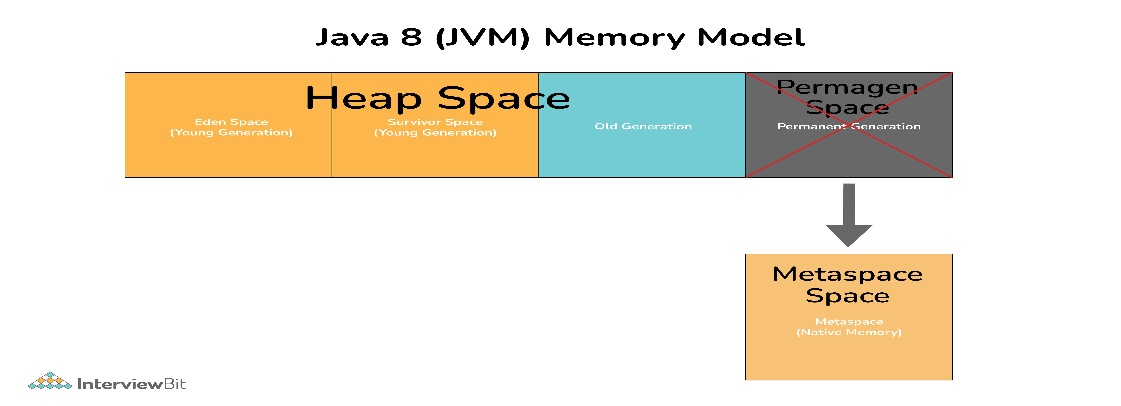 Java 8 (JVM) Memory Model
Heap Space
Eden Space
(Young Generation)
Survivor Space
(Young Generation)
Old Generation
Permagen
Space
Permanent Generation
Metaspace
Space
Metaspace
(Native Memory)
InterviewBit